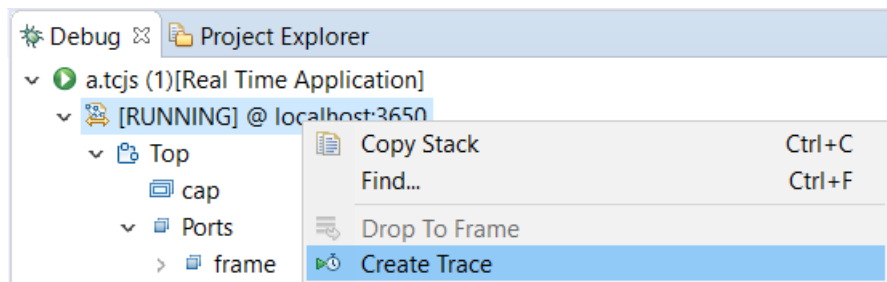 Debug Project Explorer
a.tcjs (1)[Real Time Application]
[RUNNING] @ localhost:3650
Copy Stack Ctrl+C
Top
Find... Ctrl+F
cap
Ports
Drop To Frame
frame
Create Trace